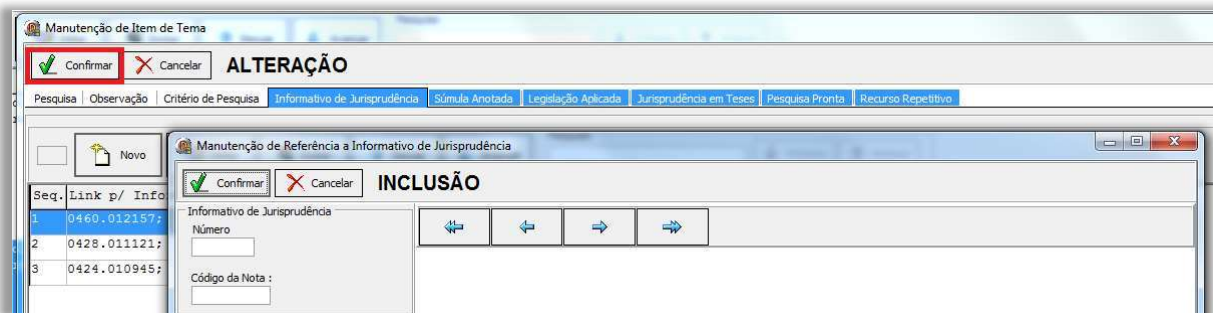 Manutenção de Item de Tema
Confirmar Cancelar ALTERAÇÃO
Pesquisa Observação Critério de Pesquisa Informativo de Jurisprudência Súmula Anotada Legislação Aplicada Jurisprudência em Teses Pesquisa Pronta Recurso Repetitivo
Novo
Manutenção de Referência a Informativo de Jurisprudência
Confirmar Cancelar INCLUSÃO
Seq. Link p/ Info
1 0460.012157;
2 0428.011121;
3 0424.010945;
Informativo de Jurisprudência
Número
Código da Nota :